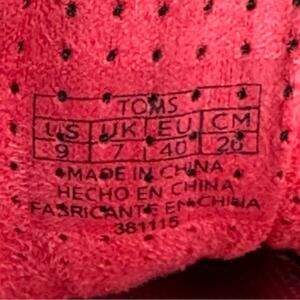 TOMS
US UK EU CM
9 7 40 26
MADE IN CHINA
HECHO EN CHINA
FABRICANTE EN CHINA
381115